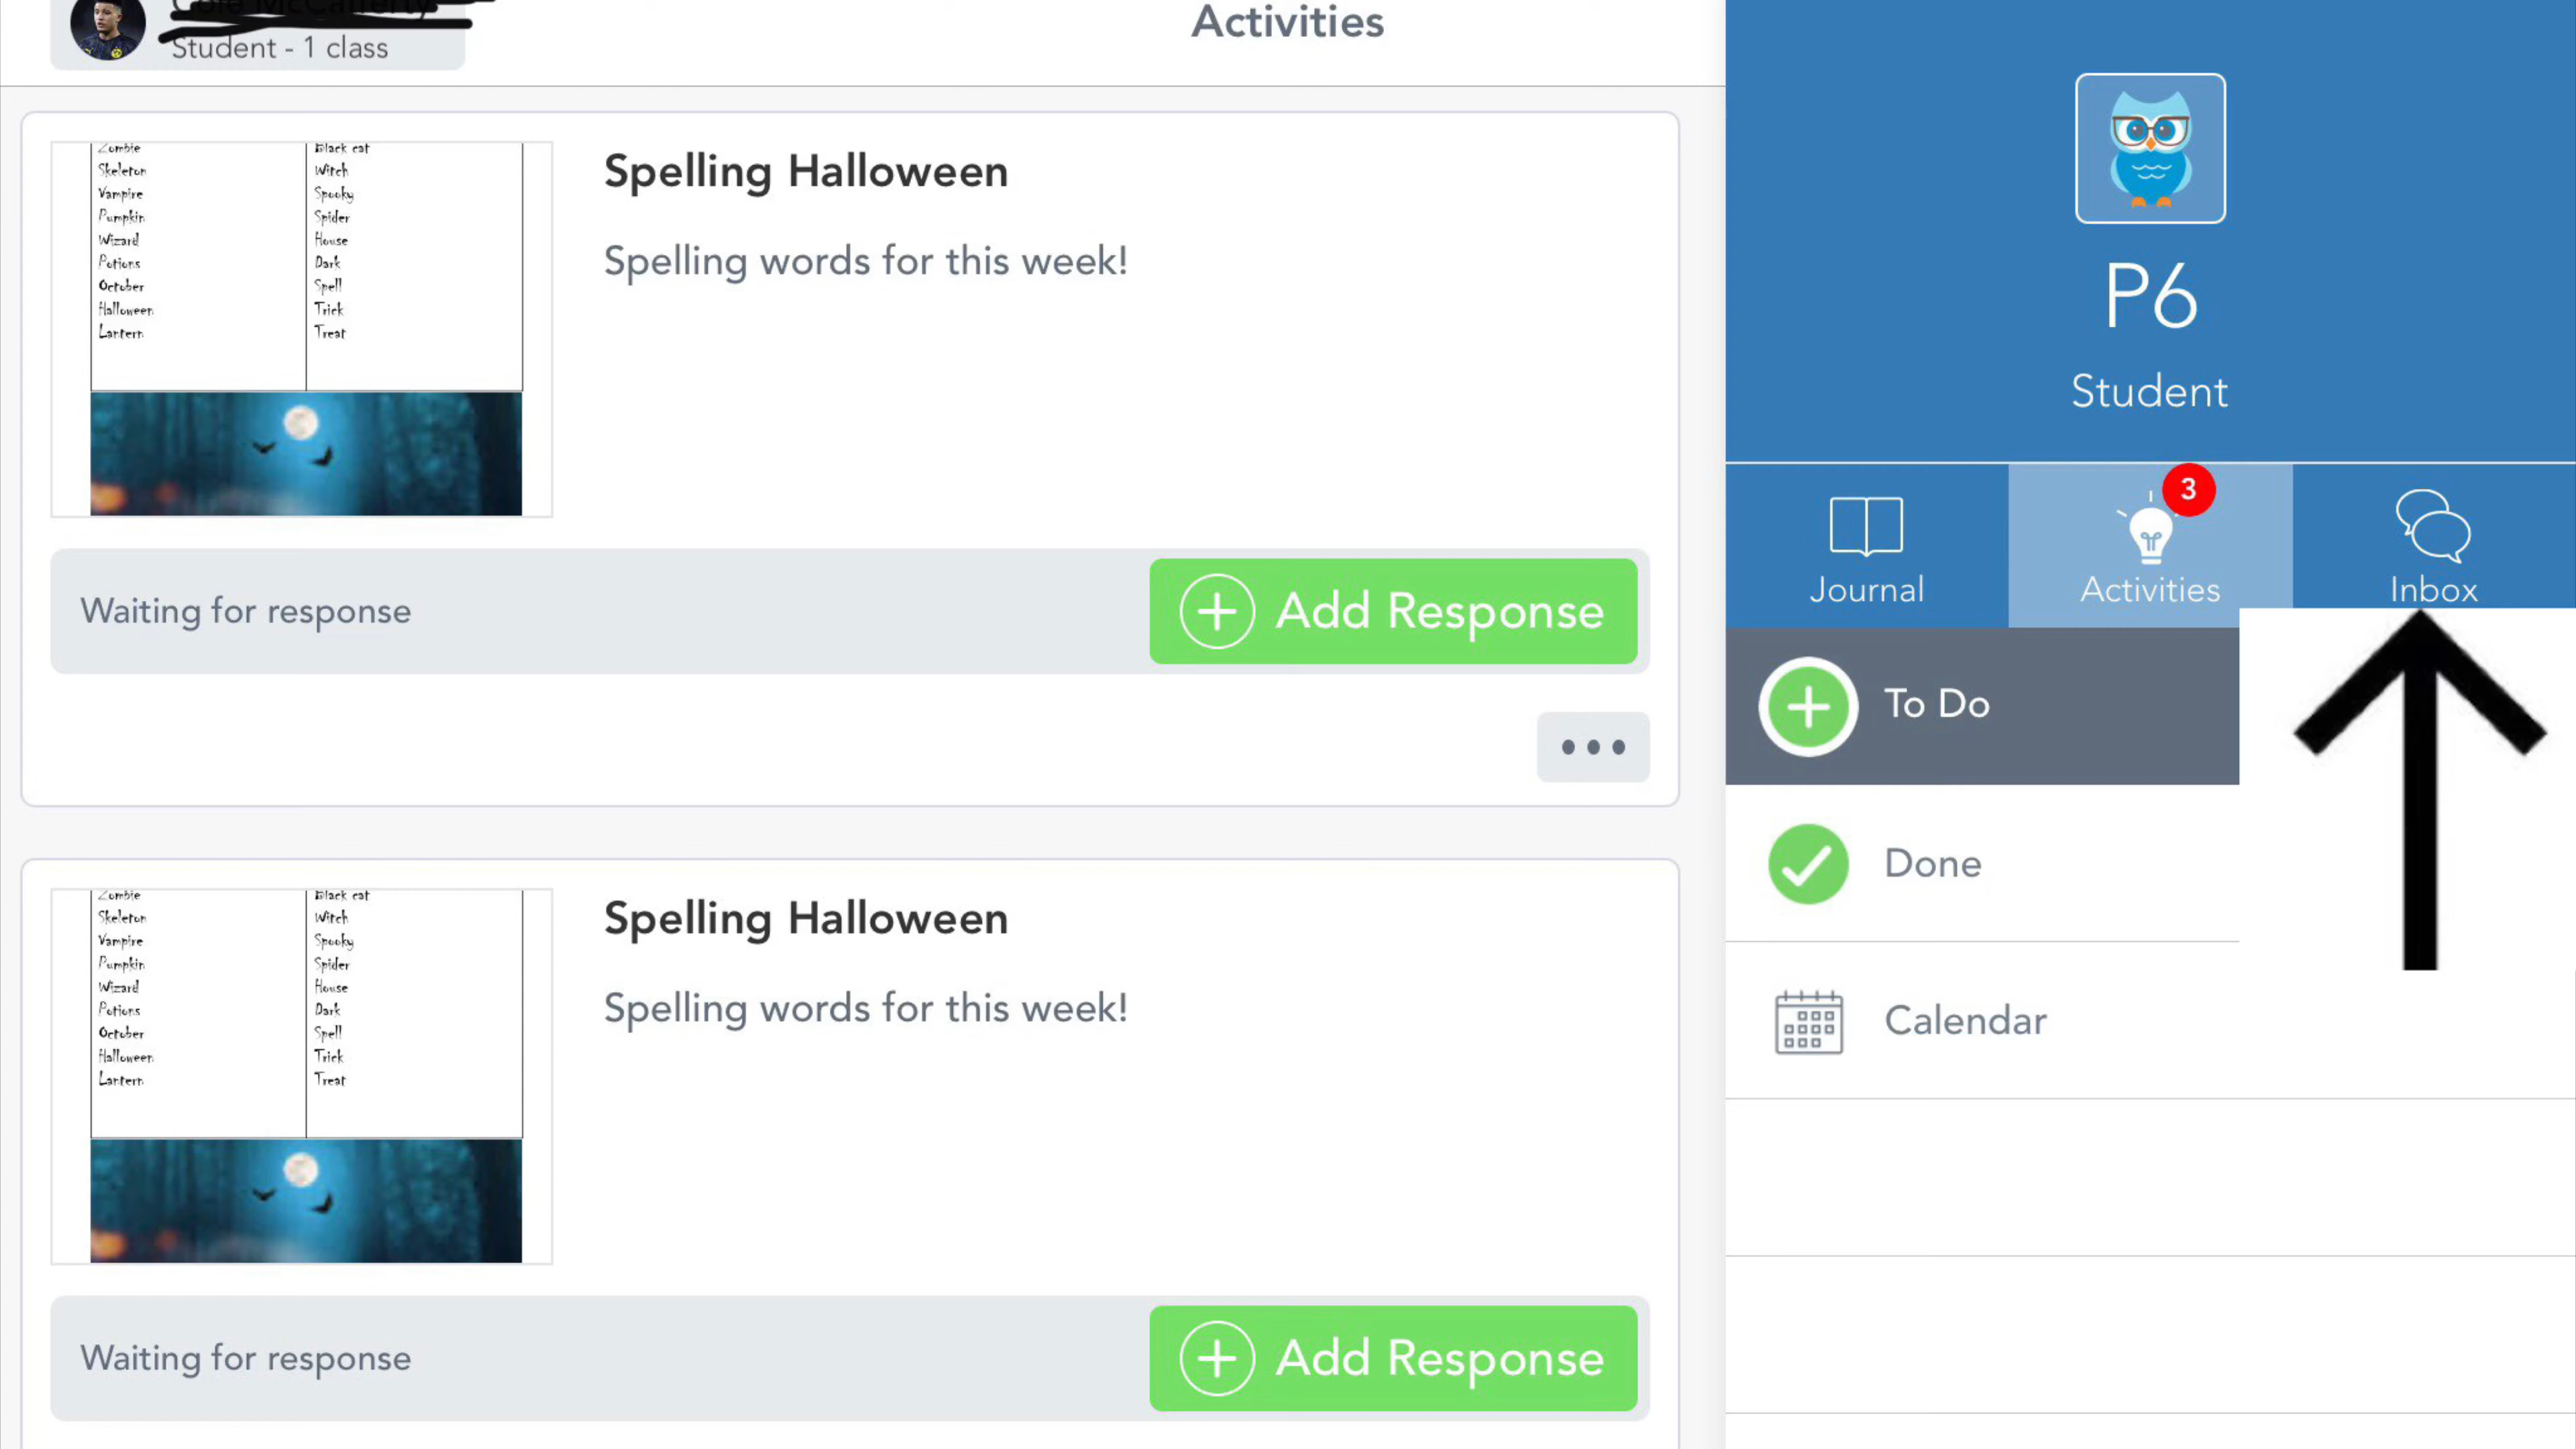 Student - 1 class
Activities
Zombie
Skeleton
Vampire
Pumpkin
Wizard
Potions
October
Halloween
Lantern
Black cat
Witch
Spooky
Spider
House
Dark
Spell
Trick
Treat
Spelling Halloween
Spelling words for this week!
Waiting for response
Add Response
Zombie
Skeleton
Vampire
Pumpkin
Wizard
Potions
October
Halloween
Lantern
Black cat
Witch
Spooky
Spider
House
Dark
Spell
Trick
Treat
Spelling Halloween
Spelling words for this week!
Waiting for response
Add Response
P6
Student
Journal
3
Activities
Inbox
To Do
Done
Calendar